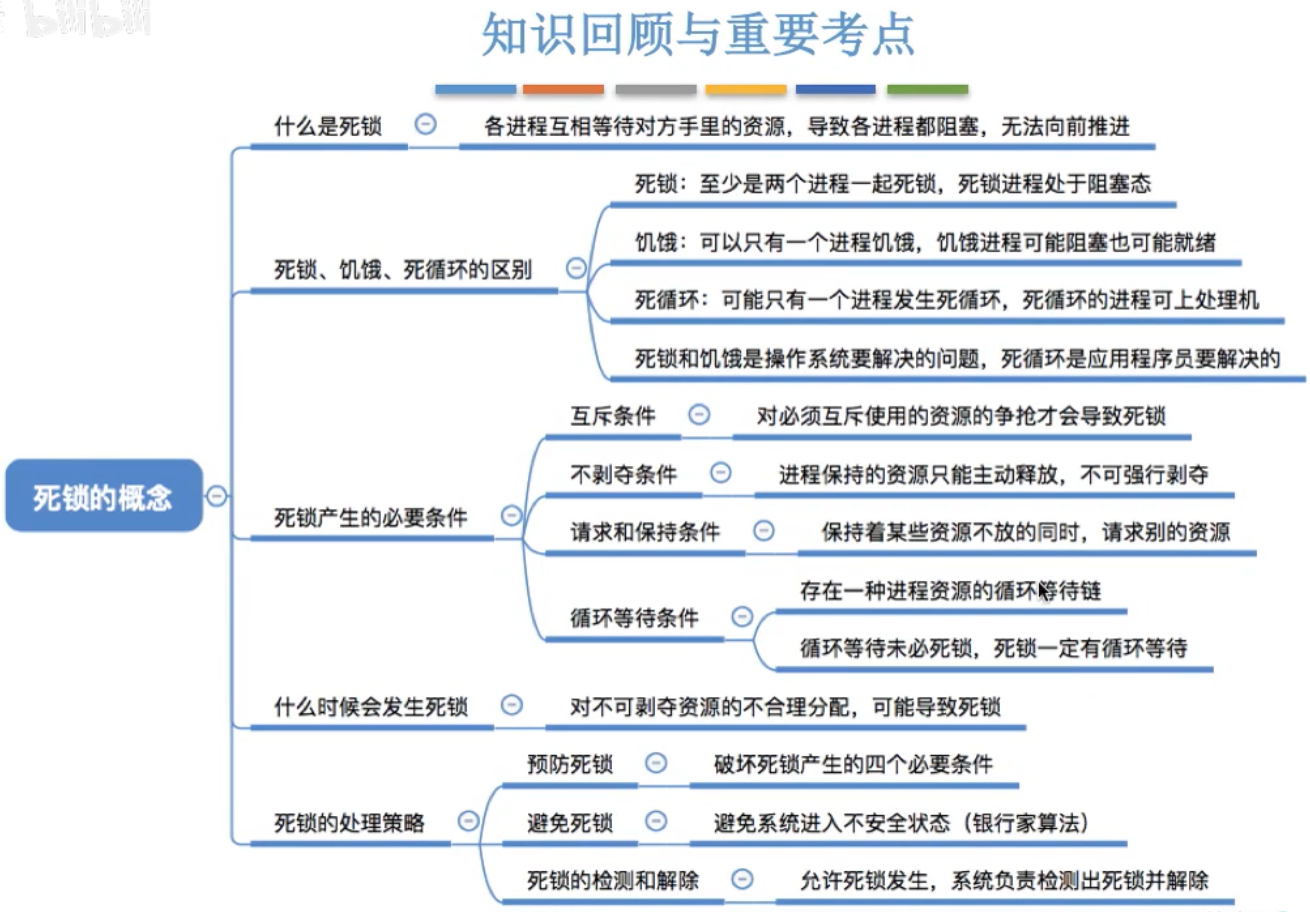 bilibili
知识回顾与重要考点
什么是死锁
各进程互相等待对方手里的资源，导致各进程都阻塞，无法向前推进
死锁、饥饿、死循环的区别
死锁：至少是两个进程一起死锁，死锁进程处于阻塞态
饥饿：可以只有一个进程饥饿，饥饿进程可能阻塞也可能就绪
死循环：可能只有一个进程发生死循环，死循环的进程可上处理机
死锁和饥饿是操作系统要解决的问题，死循环是应用程序员要解决的
死锁的概念
死锁产生的必要条件
互斥条件
对必须互斥使用的资源的争抢才会导致死锁
不剥夺条件
进程保持的资源只能主动释放，不可强行剥夺
请求和保持条件
保持着某些资源不放的同时，请求别的资源
循环等待条件
存在一种进程资源的循环等待链
循环等待未必死锁，死锁一定有循环等待
什么时候会发生死锁
对不可剥夺资源的不合理分配，可能导致死锁
死锁的处理策略
预防死锁
破坏死锁产生的四个必要条件
避免死锁
避免系统进入不安全状态（银行家算法）
死锁的检测和解除
允许死锁发生，系统负责检测出死锁并解除